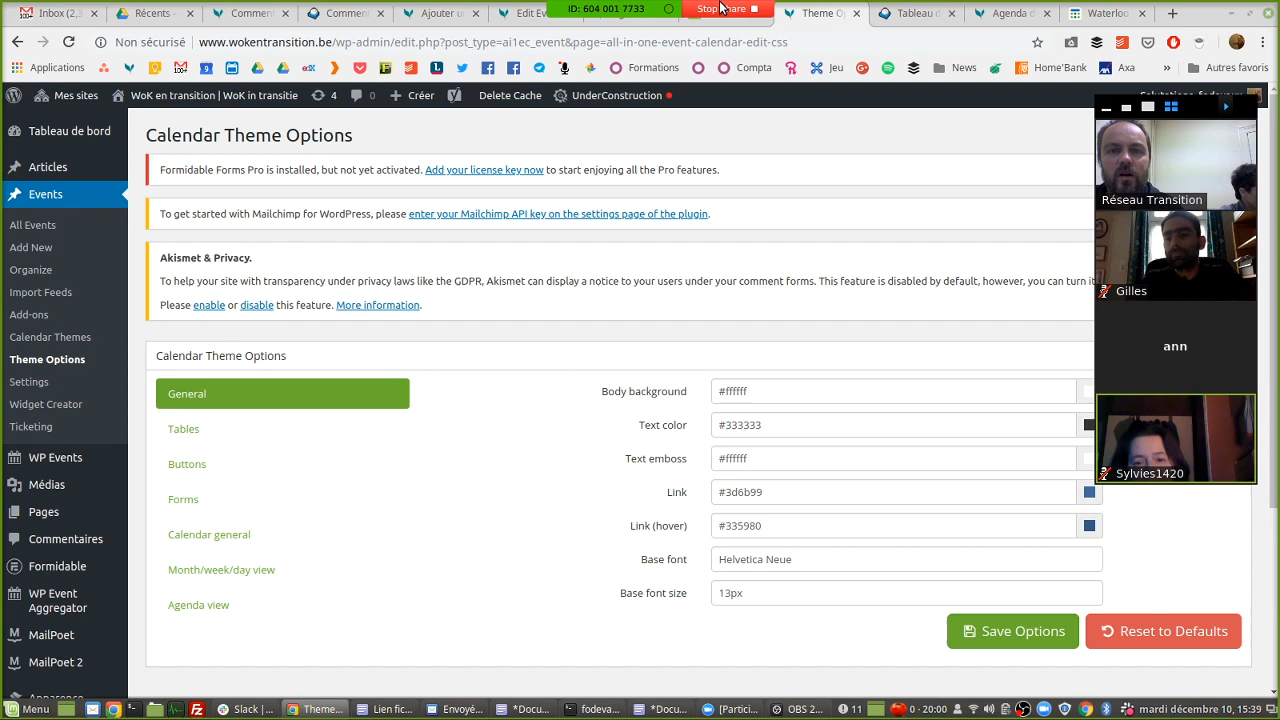 Inbox (2,3
Récents -
Comment
Commen
Ajouter u
Edit Eve
ID: 604 001 7733
Stop Share
Theme Op
Tableau d
Agenda d
Waterloo
Non sécurisé
www.wokentransition.be/wp-admin/edit.php?post_type=ai1ec_event&page=all-in-one-event-calendar-edit-css
Applications
Formations
Compta
Jeu
News
Home'Bank
Axa
Autres favoris
Mes sites
WoK en transition | WoK in transitie
4
0
Créer
Delete Cache
UnderConstruction
Tableau de bord
Articles
Events
All Events
Add New
Organize
Import Feeds
Add-ons
Calendar Themes
Theme Options
Settings
Widget Creator
Ticketing
WP Events
Médias
Pages
Commentaires
Formidable
WP Event
Aggregator
MailPoet
MailPoet 2
Calendar Theme Options
Formidable Forms Pro is installed, but not yet activated. Add your license key now to start enjoying all the Pro features.
To get started with Mailchimp for WordPress, please enter your Mailchimp API key on the settings page of the plugin.
Akismet & Privacy.
To help your site with transparency under privacy laws like the GDPR, Akismet can display a notice to your users under your comment forms. This feature is disabled by default, however, you can turn it
Please enable or disable this feature. More information.
Calendar Theme Options
General
Tables
Buttons
Forms
Calendar general
Month/week/day view
Agenda view
Body background #ffffff
Text color #333333
Text emboss #ffffff
Link #3d6b99
Link (hover) #335980
Base font Helvetica Neue
Base font size 13px
Save Options
Reset to Defaults
Réseau Transition
Gilles
ann
Sylvies1420
Menu
Slack |...
Theme...
Lien fic...
Envoyé...
*Docu...
fodeva...
*Docu...
[Partici...
OBS 2...
11
0 - 20:00
mardi décembre 10, 15:39